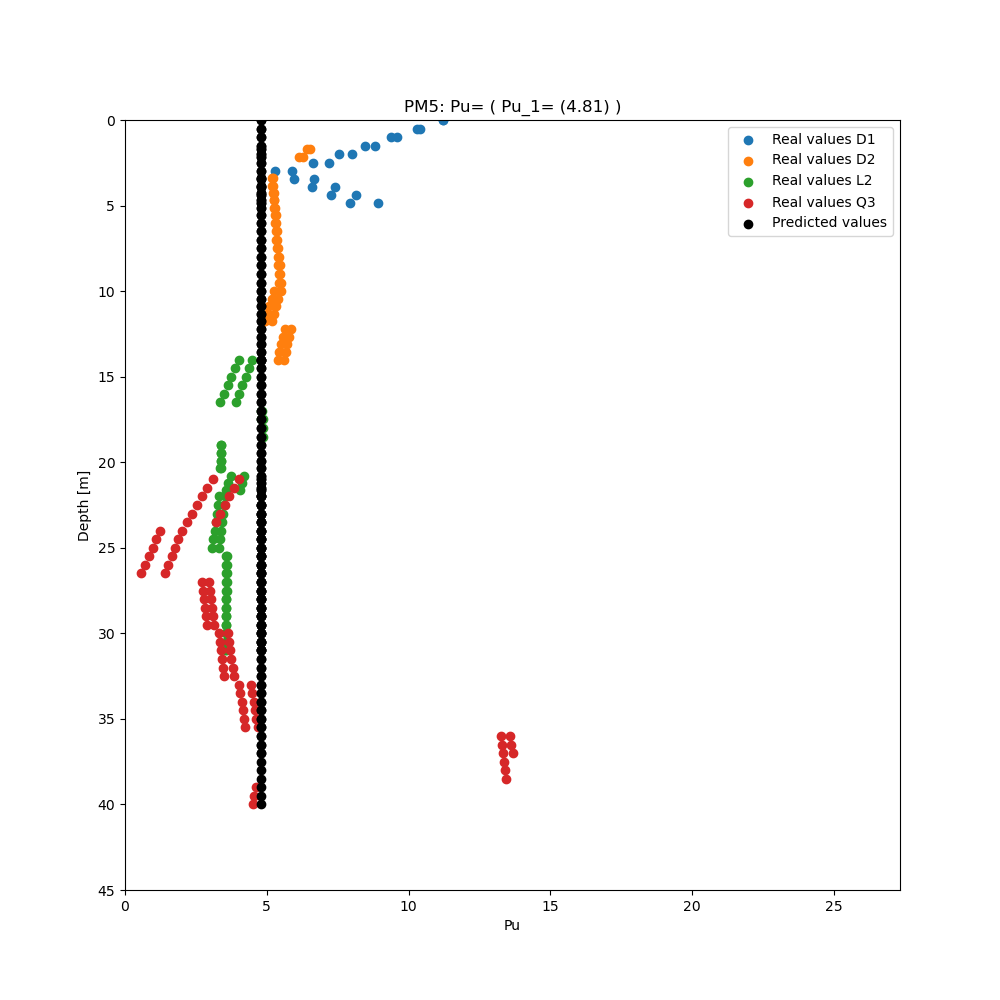 PM5: Pu= ( Pu_1= (4.81) )
Real values D1
Real values D2
Real values L2
Real values Q3
Predicted values
0
5
10
15
20
25
30
35
40
45
Depth [m]
0 5 10 15 20 25
Pu